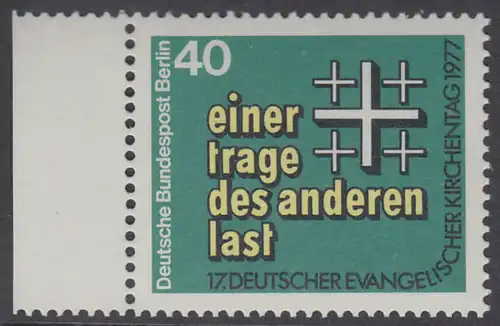 Deutsche Bundespost Berlin
40
einer
trage
des anderen
last
17. DEUTSCHER EVANGELISCHER KIRCHENTAG 1977